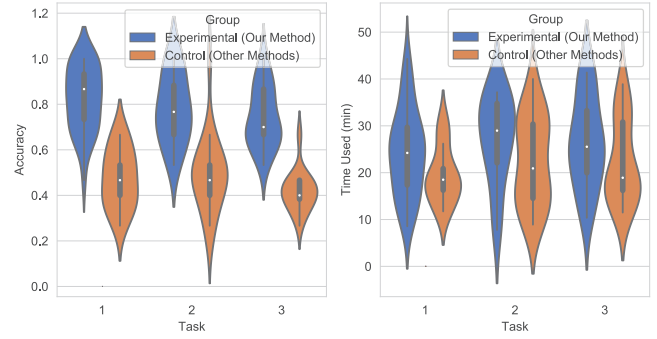 Group
Experimental (Our Method)
Control (Other Methods)
Accuracy
1.2
1.0
0.8
0.6
0.4
0.2
0.0
1
2
3
Task
Group
Experimental (Our Method)
Control (Other Methods)
Time Used (min)
50
40
30
20
10
0
1
2
3
Task